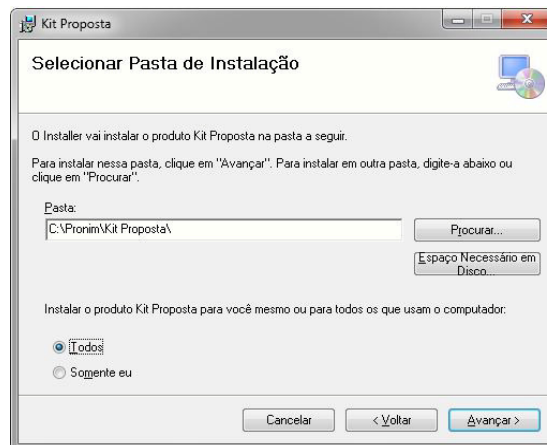 Kit Proposta
Selecionar Pasta de Instalação
O Installer vai instalar o produto Kit Proposta na pasta a seguir.
Para instalar nessa pasta, clique em "Avançar". Para instalar em outra pasta, digite-a abaixo ou
clique em "Procurar".
Pasta:
C:\Pronim\Kit Proposta\
Procurar...
Espaço Necessário em
Disco...
Instalar o produto Kit Proposta para você mesmo ou para todos os que usam o computador:
Todos
Somente eu
Cancelar
< Voltar
Avançar >